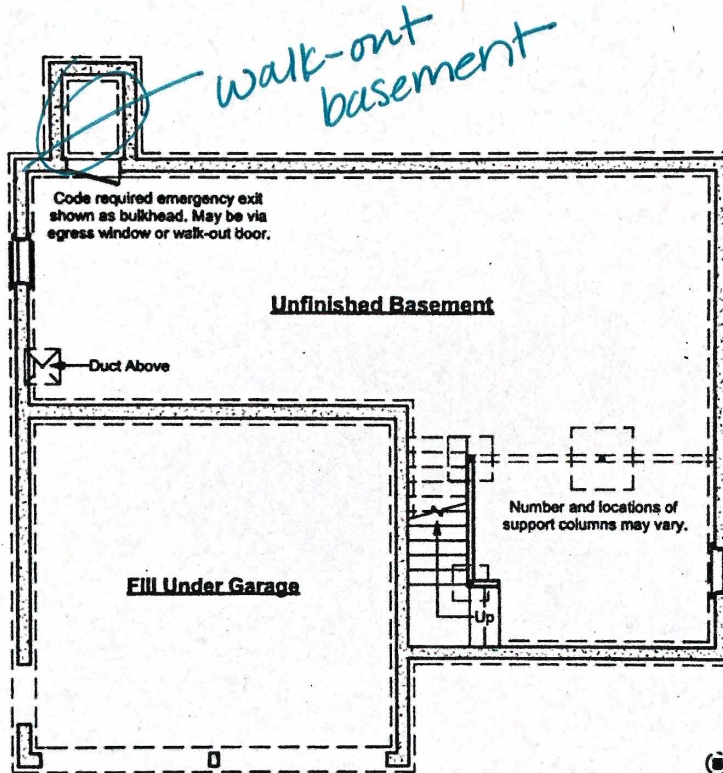 walk-out
basement
Code required emergency exit
shown as bulkhead. May be via
egress window or walk-out door.
Unfinished Basement
Duct Above
Number and locations of
support columns may vary.
Fill Under Garage
Up